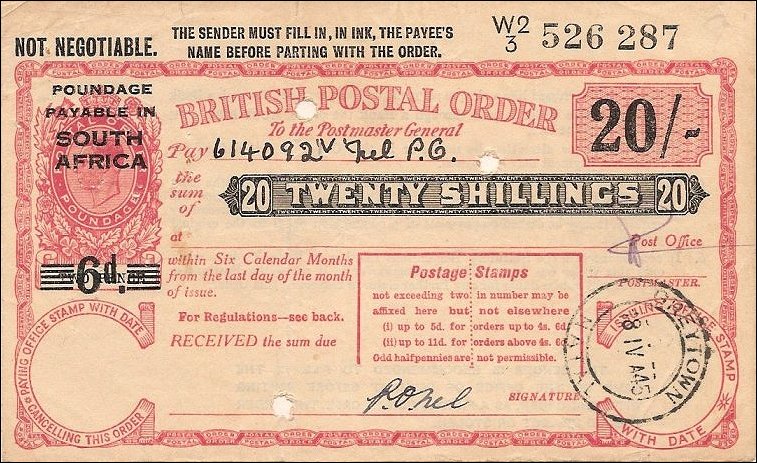 NOT NEGOTIABLE.
THE SENDER MUST FILL IN, IN INK, THE PAYEE'S
NAME BEFORE PARTING WITH THE ORDER.
W2/3 526 287
POUNDAGE
PAYABLE IN
SOUTH
AFRICA
POUNDAGE
6d.
BRITISH POSTAL ORDER
To the Postmaster General
20/-
Pay 614092V Nel P.G.
the
sum
of
20 TWENTY SHILLINGS 20
at
Post Office
within Six Calendar Months
from the last day of the month
of issue.
POSTMASTER.
For Regulations—see back.
RECEIVED the sum due
Postage Stamps
not exceeding two in number may be
affixed here but not elsewhere
(i) up to 5d. for orders up to 4s. 6d.
(ii) up to 11d. for orders above 4s. 6d.
Odd halfpennies are not permissible.
SIGNATURE
PAYING OFFICE STAMP WITH DATE
CANCELLING THIS ORDER
ISSUING OFFICE STAMP
WITH DATE
GREYTOWN
NATAL